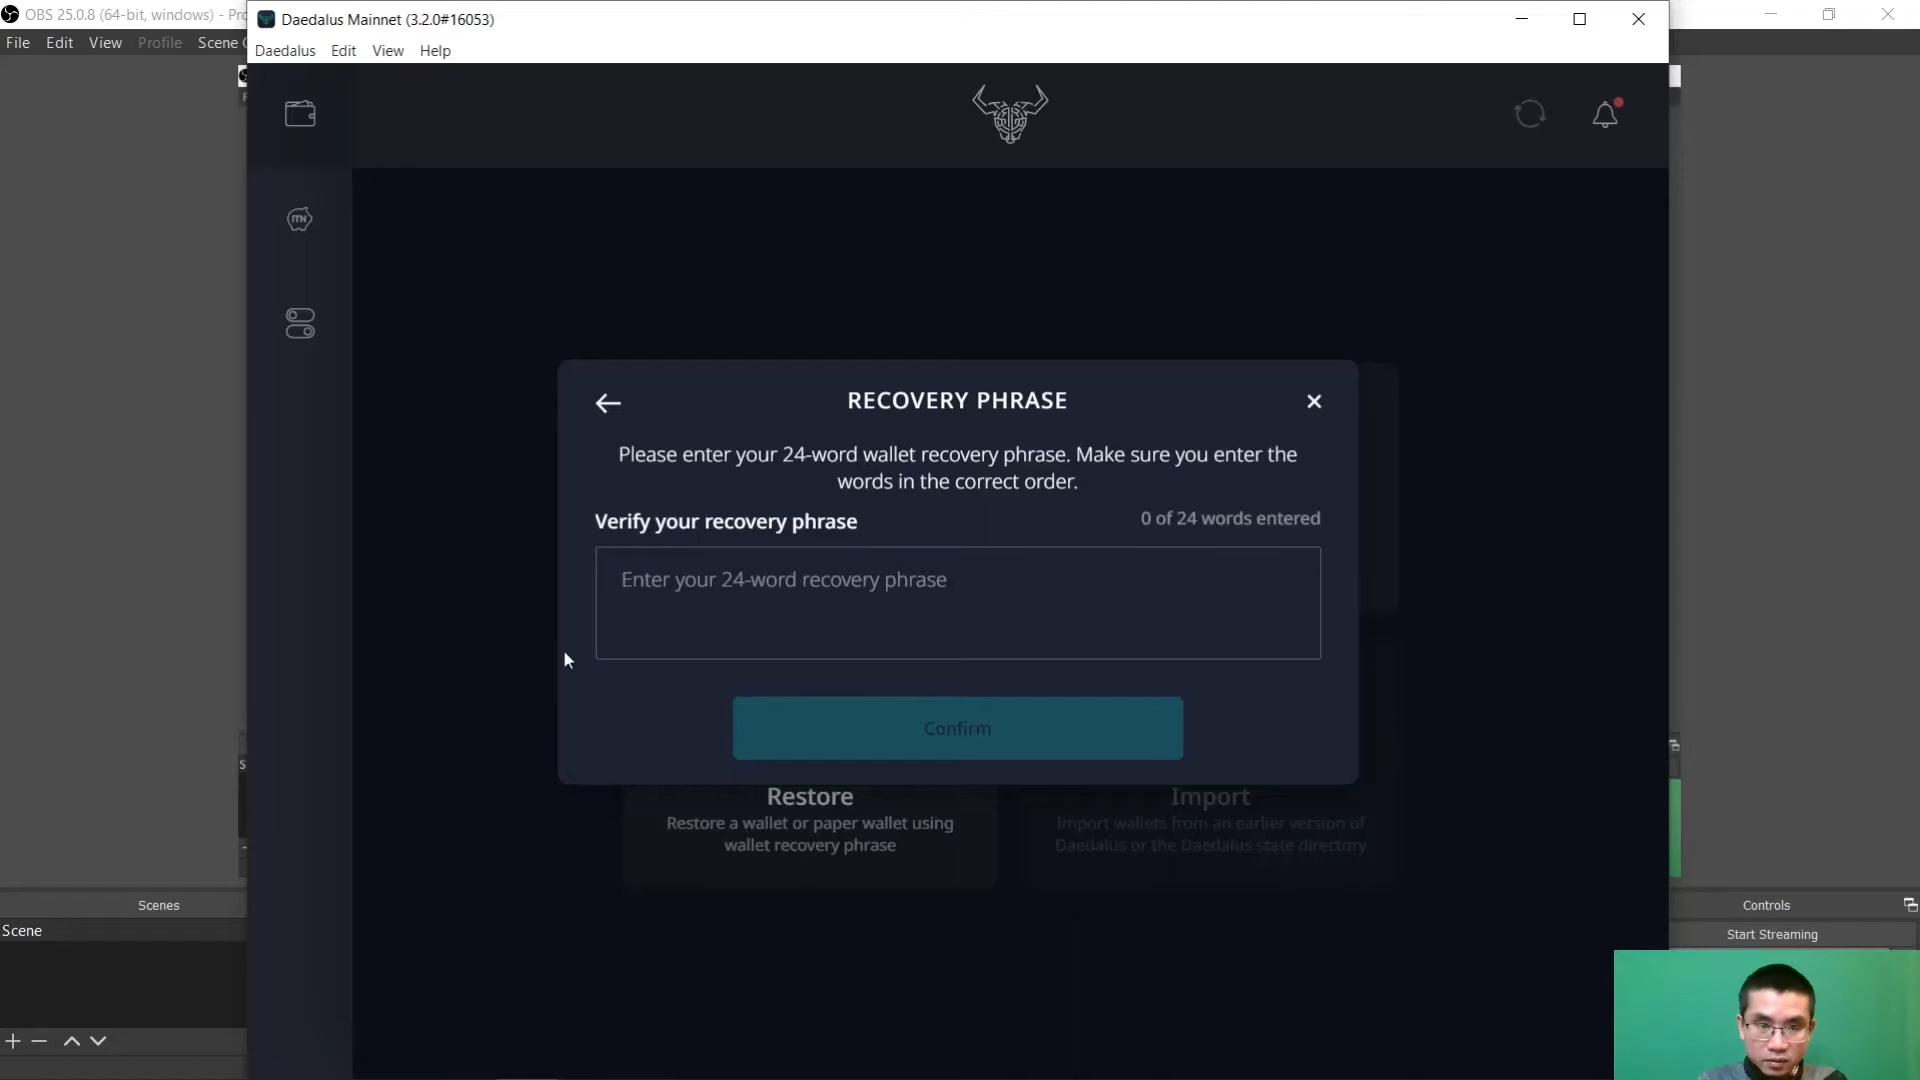 OBS 25.0.8 (64-bit, windows) - Pro
File Edit View Profile Scene C
Daedalus Mainnet (3.2.0#16053)
Daedalus Edit View Help
ITN
RECOVERY PHRASE
Please enter your 24-word wallet recovery phrase. Make sure you enter the
words in the correct order.
Verify your recovery phrase
0 of 24 words entered
Enter your 24-word recovery phrase
Confirm
Restore
Restore a wallet or paper wallet using
wallet recovery phrase
Import
Import wallets from an earlier version of
Daedalus or the Daedalus state directory
Scenes
Scene
Controls
Start Streaming